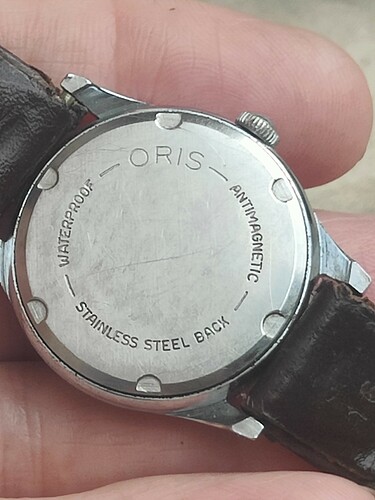 ORIS
ANTIMAGNETIC
STAINLESS STEEL BACK
WATERPROOF